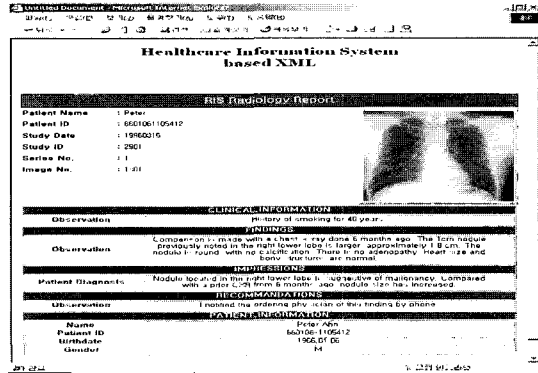 Untitled Document - Microsoft Internet Explorer
Healthcare Information System
based XML
RIS Radiology Report
Patient Name : Peter
Patient ID : 6601061105412
Study Date : 19960315
Study ID : 2901
Series No. : 1
Image No. : 1.01
CLINICAL INFORMATION
Observation History of smoking for 40 years.
FINDINGS
Comparison is made with a chest x-ray done 6 months ago. The 1cm nodule
previously noted in the right lower lobe is larger, approximately 1.8 cm. The
Observation
nodule is round, with no calcification. There is no adenopathy. Heart size and
bony structures are normal.
IMPRESSIONS
Nodule located in the right lower lobe is suggestive of malignancy. Compared
Patient Diagnosis
with a prior CXR from 6 months ago, nodule size has increased.
RECOMMANDATIONS
Observation I notified the ordering physician of this finding by phone
PATIENT INFORMATION
Name Peter Ahn
Patient ID 660106-1105412
Birthdate 1966.01.06
Gender M